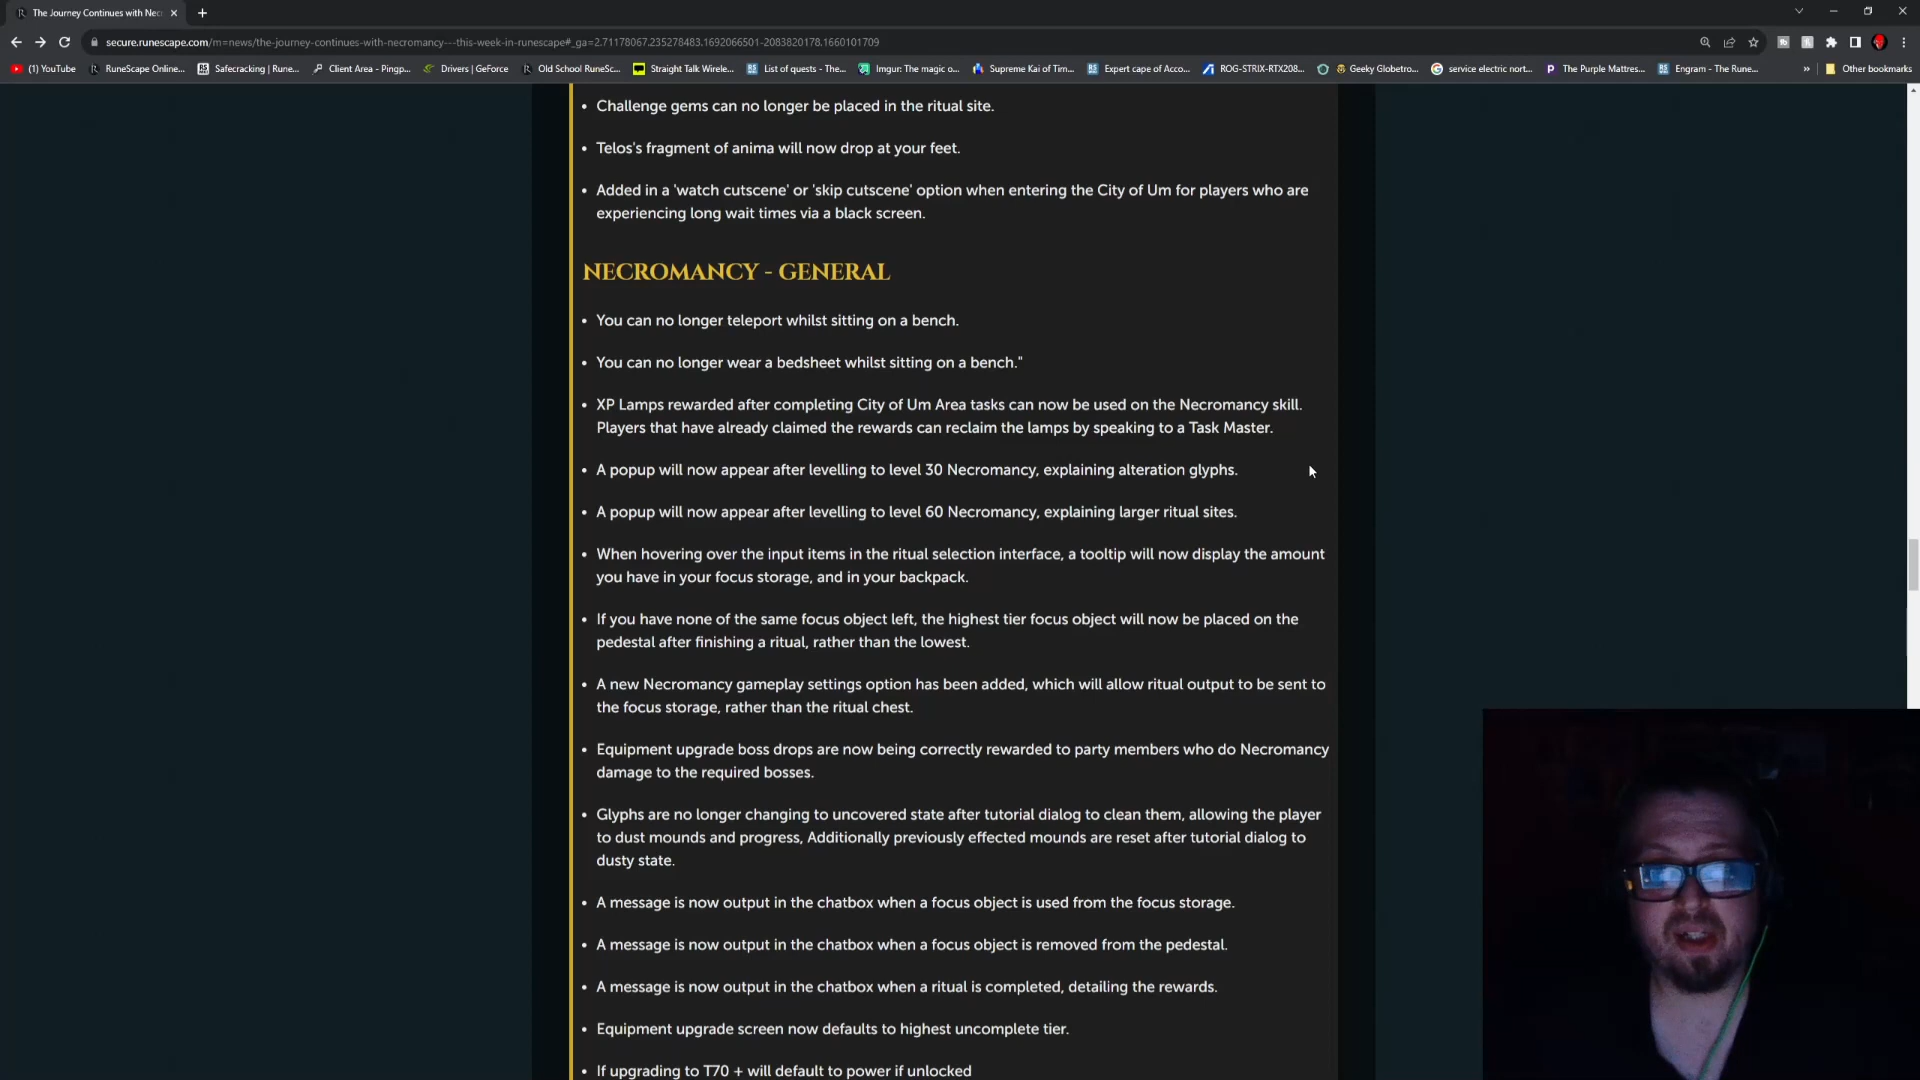 The Journey Continues with Nec
secure.runescape.com/m=news/the-journey-continues-with-necromancy---this-week-in-runescape#_ga=2.71178067.235278483.1692066501-2083820178.1660101709
(1) YouTube
RuneScape Online...
Safecracking | Rune...
Client Area - Pingp...
Drivers | GeForce
Old School RuneSc...
Straight Talk Wirele...
List of quests - The...
Imgur: The magic o...
Supreme Kai of Tim...
Expert cape of Acco...
ROG-STRIX-RTX208...
Geeky Globetro...
service electric nort...
The Purple Mattres...
Engram - The Rune...
»
Other bookmarks
• Challenge gems can no longer be placed in the ritual site.
• Telos's fragment of anima will now drop at your feet.
• Added in a 'watch cutscene' or 'skip cutscene' option when entering the City of Um for players who are
experiencing long wait times via a black screen.
NECROMANCY - GENERAL
• You can no longer teleport whilst sitting on a bench.
• You can no longer wear a bedsheet whilst sitting on a bench."
• XP Lamps rewarded after completing City of Um Area tasks can now be used on the Necromancy skill.
Players that have already claimed the rewards can reclaim the lamps by speaking to a Task Master.
• A popup will now appear after levelling to level 30 Necromancy, explaining alteration glyphs.
• A popup will now appear after levelling to level 60 Necromancy, explaining larger ritual sites.
• When hovering over the input items in the ritual selection interface, a tooltip will now display the amount
you have in your focus storage, and in your backpack.
• If you have none of the same focus object left, the highest tier focus object will now be placed on the
pedestal after finishing a ritual, rather than the lowest.
• A new Necromancy gameplay settings option has been added, which will allow ritual output to be sent to
the focus storage, rather than the ritual chest.
• Equipment upgrade boss drops are now being correctly rewarded to party members who do Necromancy
damage to the required bosses.
• Glyphs are no longer changing to uncovered state after tutorial dialog to clean them, allowing the player
to dust mounds and progress, Additionally previously effected mounds are reset after tutorial dialog to
dusty state.
• A message is now output in the chatbox when a focus object is used from the focus storage.
• A message is now output in the chatbox when a focus object is removed from the pedestal.
• A message is now output in the chatbox when a ritual is completed, detailing the rewards.
• Equipment upgrade screen now defaults to highest uncomplete tier.
• If upgrading to T70 + will default to power if unlocked